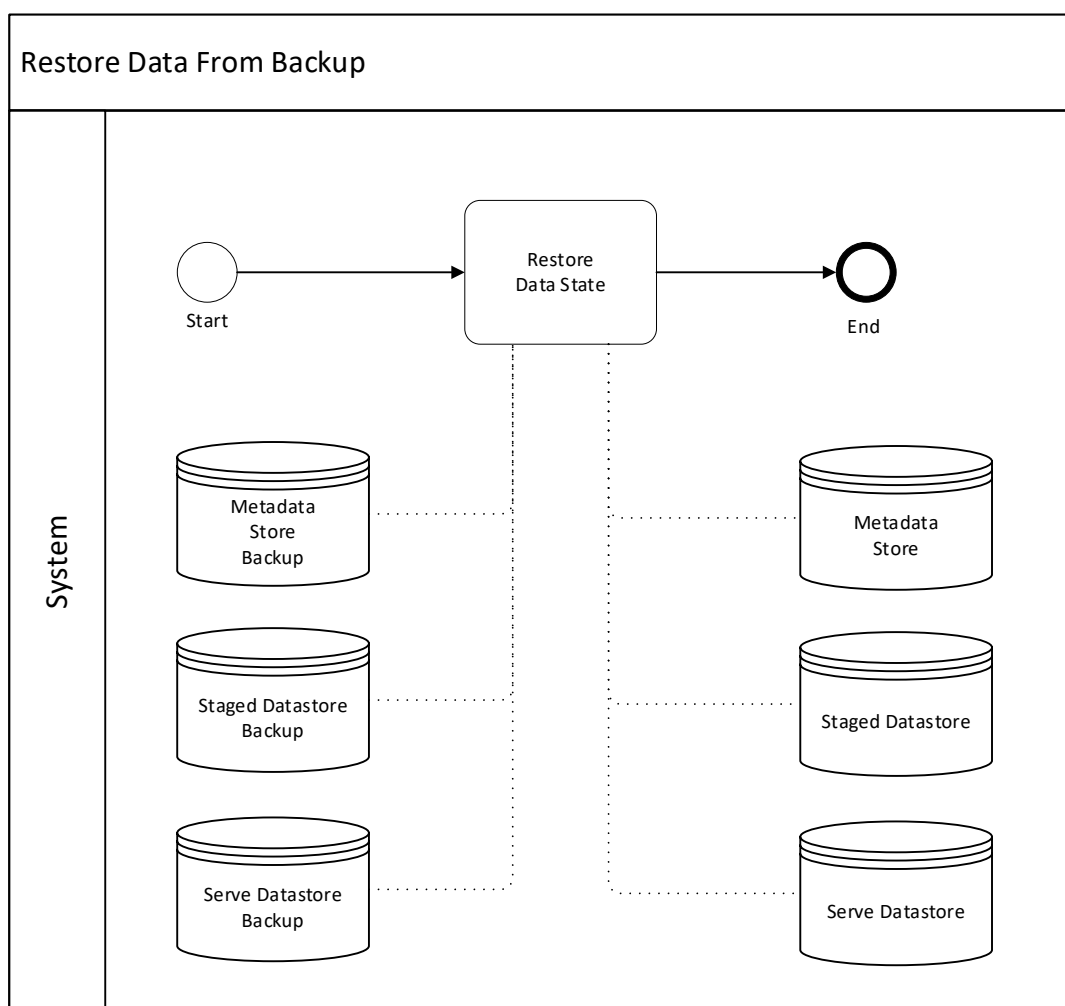 Restore Data From Backup
System
Restore
Data State
Start
End
Metadata
Store
Backup
Metadata
Store
Staged Datastore
Backup
Staged Datastore
Serve Datastore
Backup
Serve Datastore